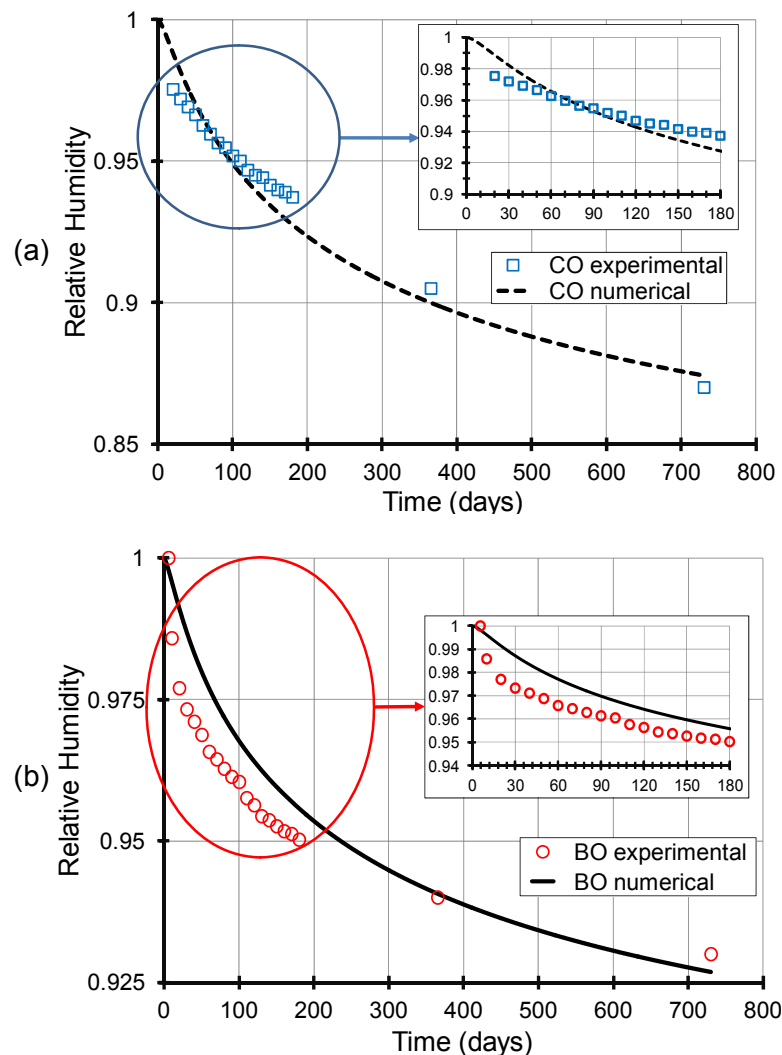 1
0.95
0.9
0.85
0 100 200 300 400 500 600 700 800
Relative Humidity
Time (days)
(a)
1
0.98
0.96
0.94
0.92
0.9
0 30 60 90 120 150 180
CO experimental
CO numerical
1
0.975
0.95
0.925
0 100 200 300 400 500 600 700 800
Relative Humidity
Time (days)
(b)
1
0.99
0.98
0.97
0.96
0.95
0.94
0 30 60 90 120 150 180
BO experimental
BO numerical